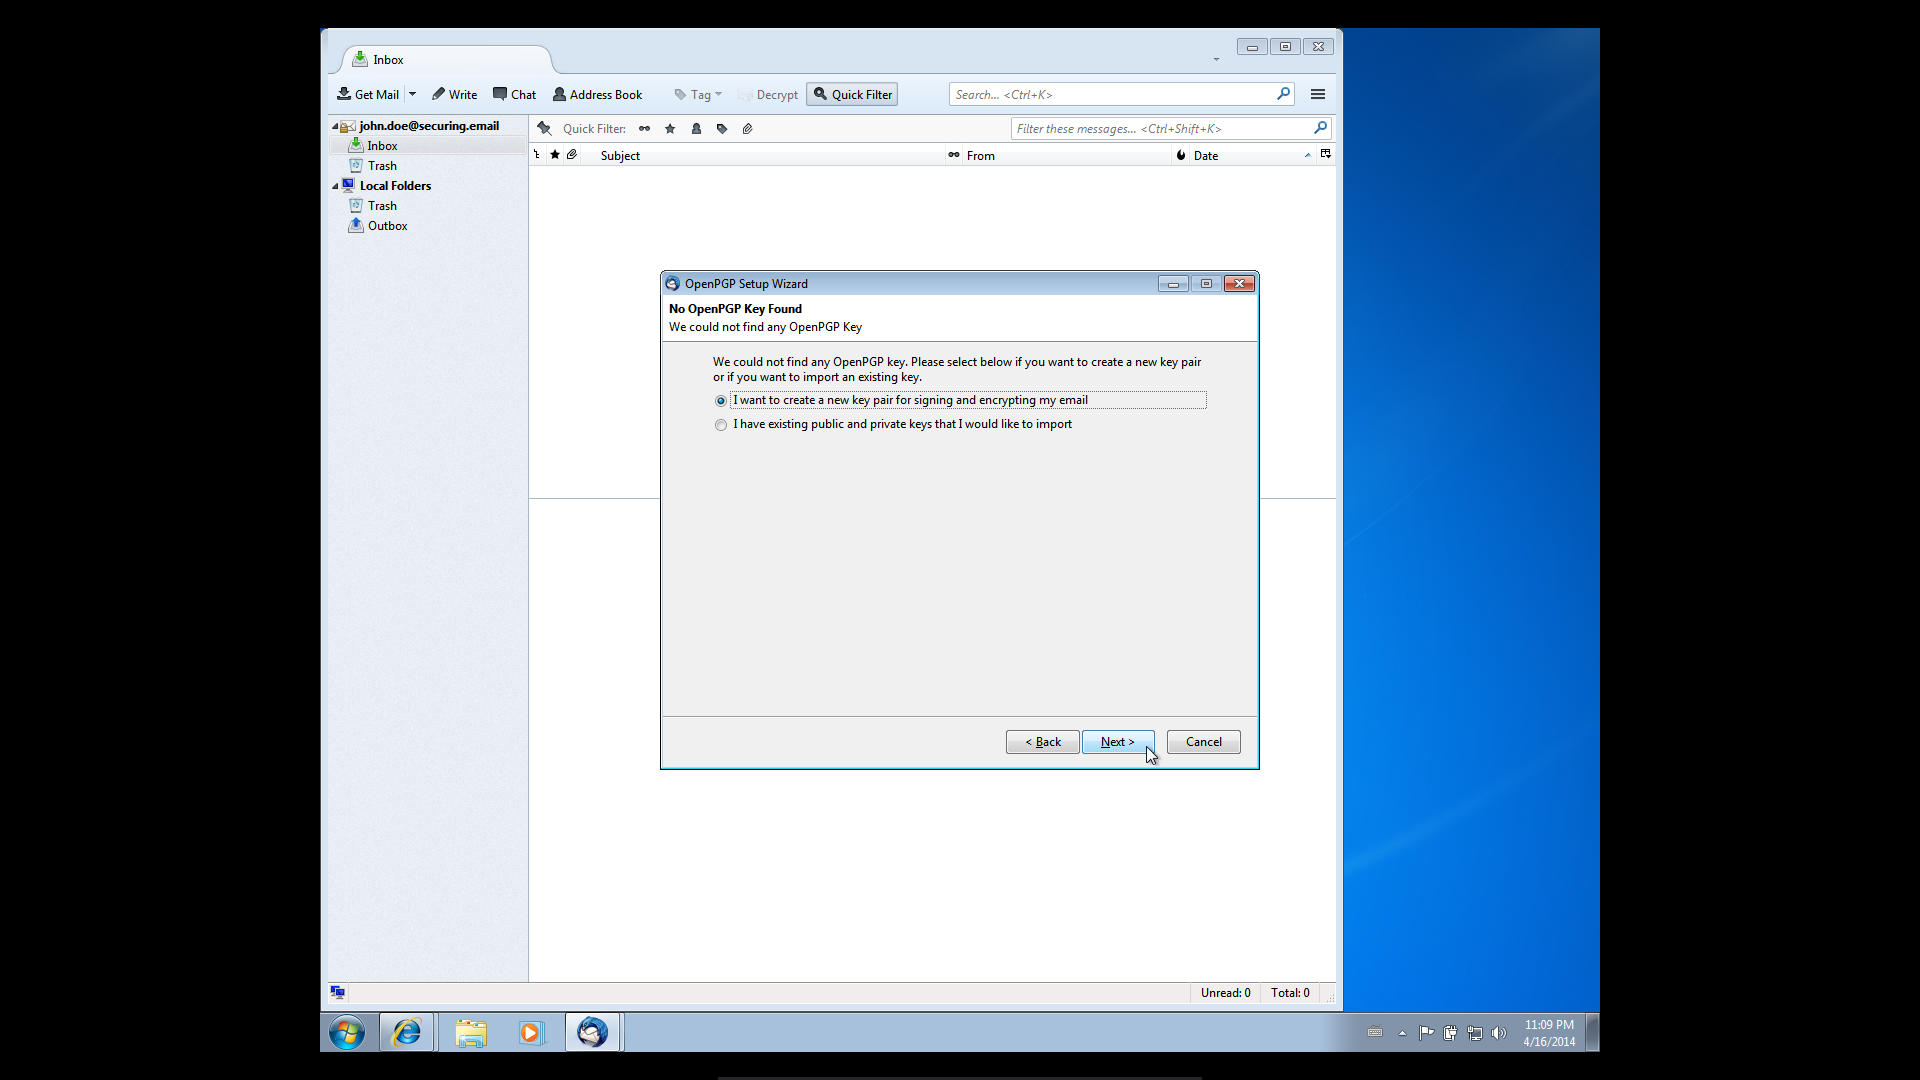 Inbox
Get Mail
Write
Chat
Address Book
Tag
Decrypt
Quick Filter
Search... <Ctrl+K>
john.doe@securing.email
Inbox
Trash
Local Folders
Trash
Outbox
Quick Filter:
Filter these messages... <Ctrl+Shift+K>
Subject
From
Date
OpenPGP Setup Wizard
No OpenPGP Key Found
We could not find any OpenPGP Key
We could not find any OpenPGP key. Please select below if you want to create a new key pair
or if you want to import an existing key.
I want to create a new key pair for signing and encrypting my email
I have existing public and private keys that I would like to import
< Back
Next >
Cancel
Unread: 0
Total: 0
11:09 PM
4/16/2014